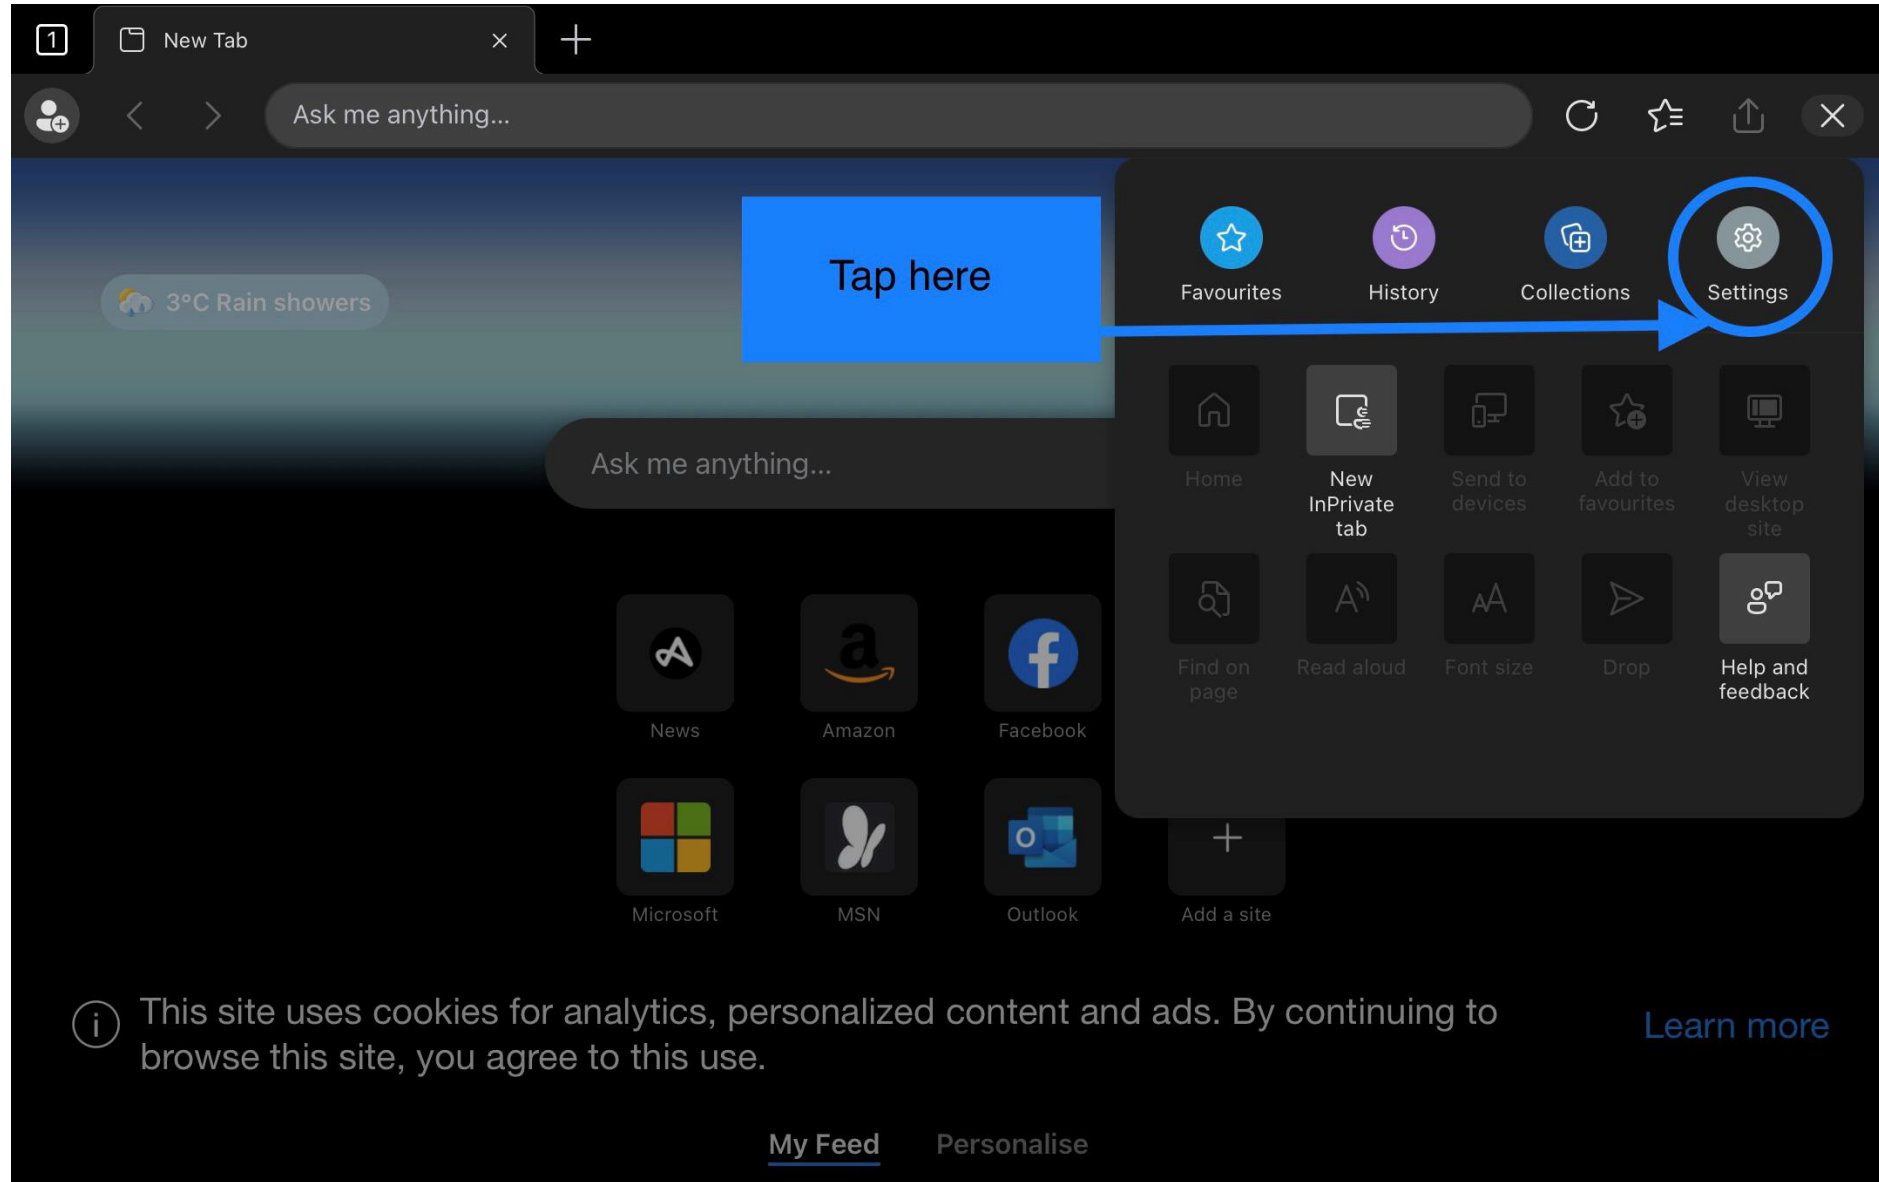 1
New Tab
Ask me anything...
Tap here
3°C Rain showers
Favourites
History
Collections
Settings
Ask me anything...
Home
New
InPrivate
tab
Send to
devices
Add to
favourites
View
desktop
site
Find on
page
Read aloud
Font size
Drop
Help and
feedback
News
Amazon
Facebook
Microsoft
MSN
Outlook
Add a site
This site uses cookies for analytics, personalized content and ads. By continuing to
browse this site, you agree to this use.
Learn more
My Feed
Personalise